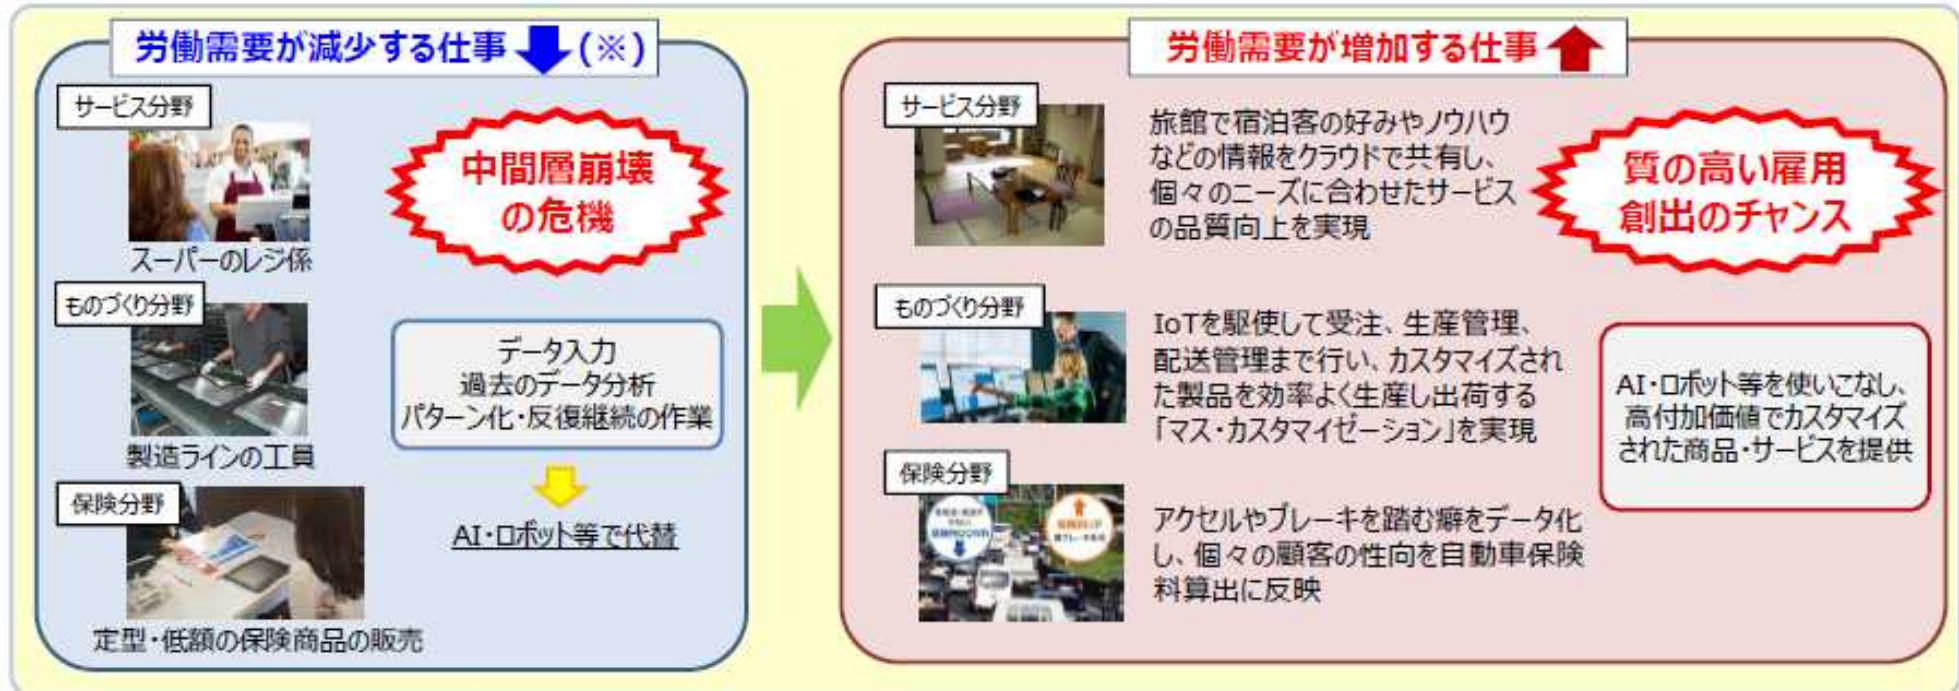 労働需要が減少する仕事 (※)
サービス分野
スーパーのレジ係
ものづくり分野
製造ラインの工員
保険分野
定型・低額の保険商品の販売
中間層崩壊
の危機
データ入力
過去のデータ分析
パターン化・反復継続の作業
AI・ロボット等で代替
労働需要が増加する仕事
サービス分野
旅館で宿泊客の好みやノウハウ
などの情報をクラウドで共有し、
個々のニーズに合わせたサービス
の品質向上を実現
ものづくり分野
IoTを駆使して受注、生産管理、
配送管理まで行い、カスタマイズされ
た製品を効率よく生産し出荷する
「マス・カスタマイゼーション」を実現
保険分野
アクセルやブレーキを踏む癖をデータ化
し、個々の顧客の性向を自動車保険
料算出に反映
質の高い雇用
創出のチャンス
AI・ロボット等を使いこなし、
高付加価値でカスタマイズ
された商品・サービスを提供